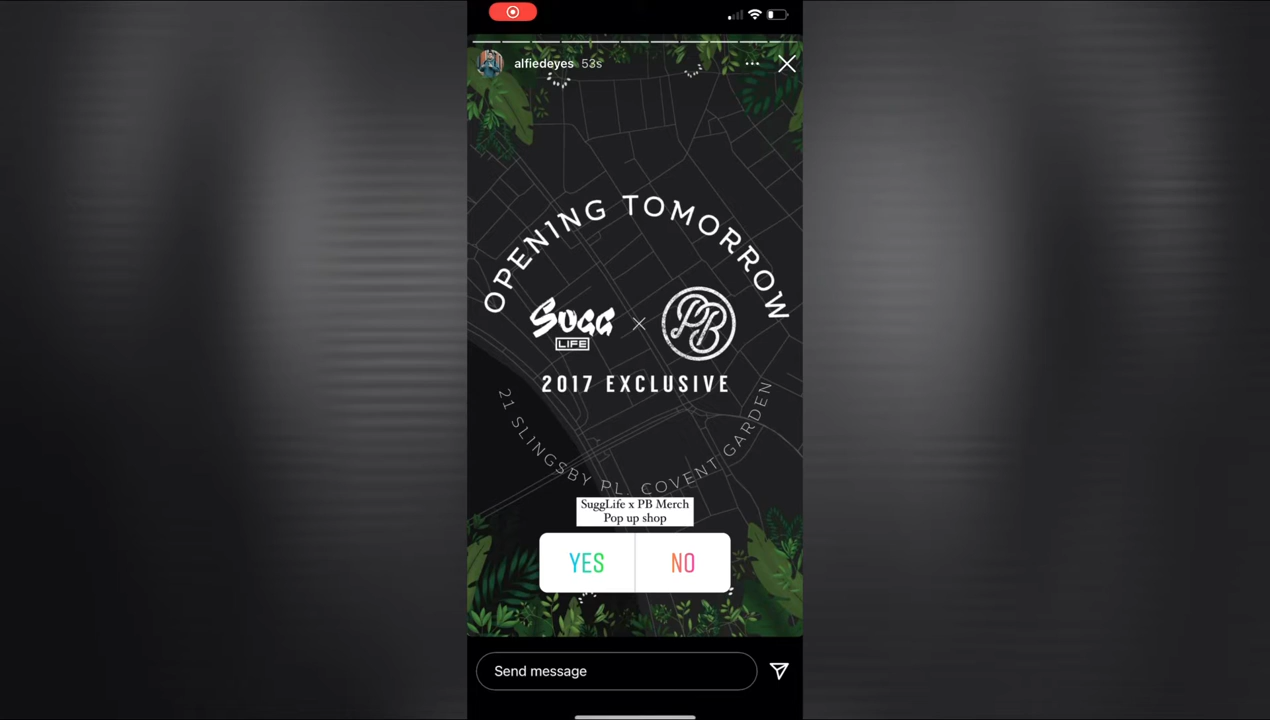 alfiedeyes 53s
OPENING TOMORROW
SUGG
LIFE
×
PB
2017 EXCLUSIVE
21 SLINGSBY PL, COVENT GARDEN
SuggLife x PB Merch
Pop up shop
YES
NO
Send message